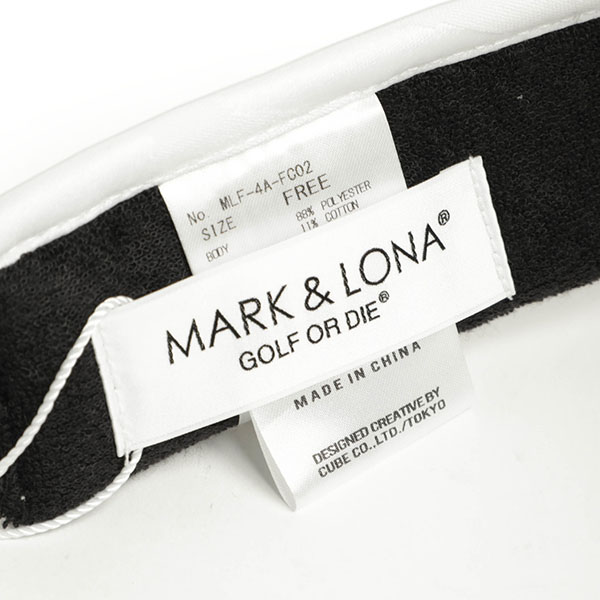 No. MLF-4A-FC02
SIZE FREE
BODY 88% POLYESTER
11% COTTON
MARK & LONA®
GOLF OR DIE®
MADE IN CHINA
DESIGNED CREATIVE BY
CUBE CO.,LTD./TOKYO